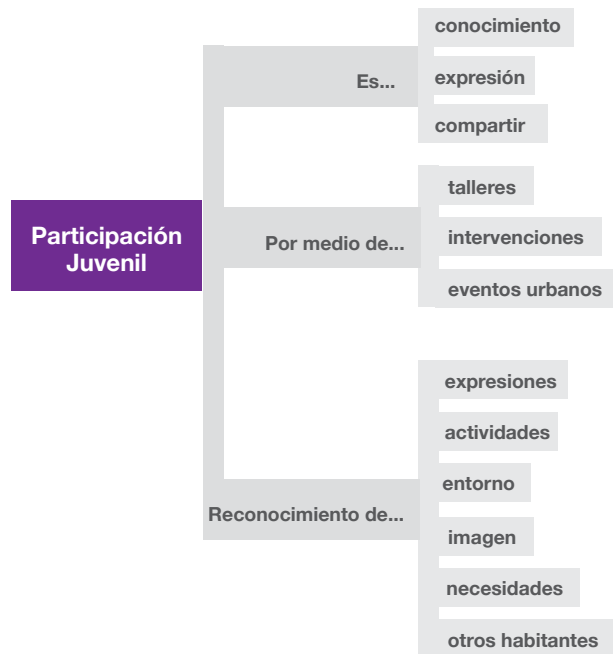 Participación
Juvenil
Es...
conocimiento
expresión
compartir
Por medio de...
talleres
intervenciones
eventos urbanos
Reconocimiento de...
expresiones
actividades
entorno
imagen
necesidades
otros habitantes